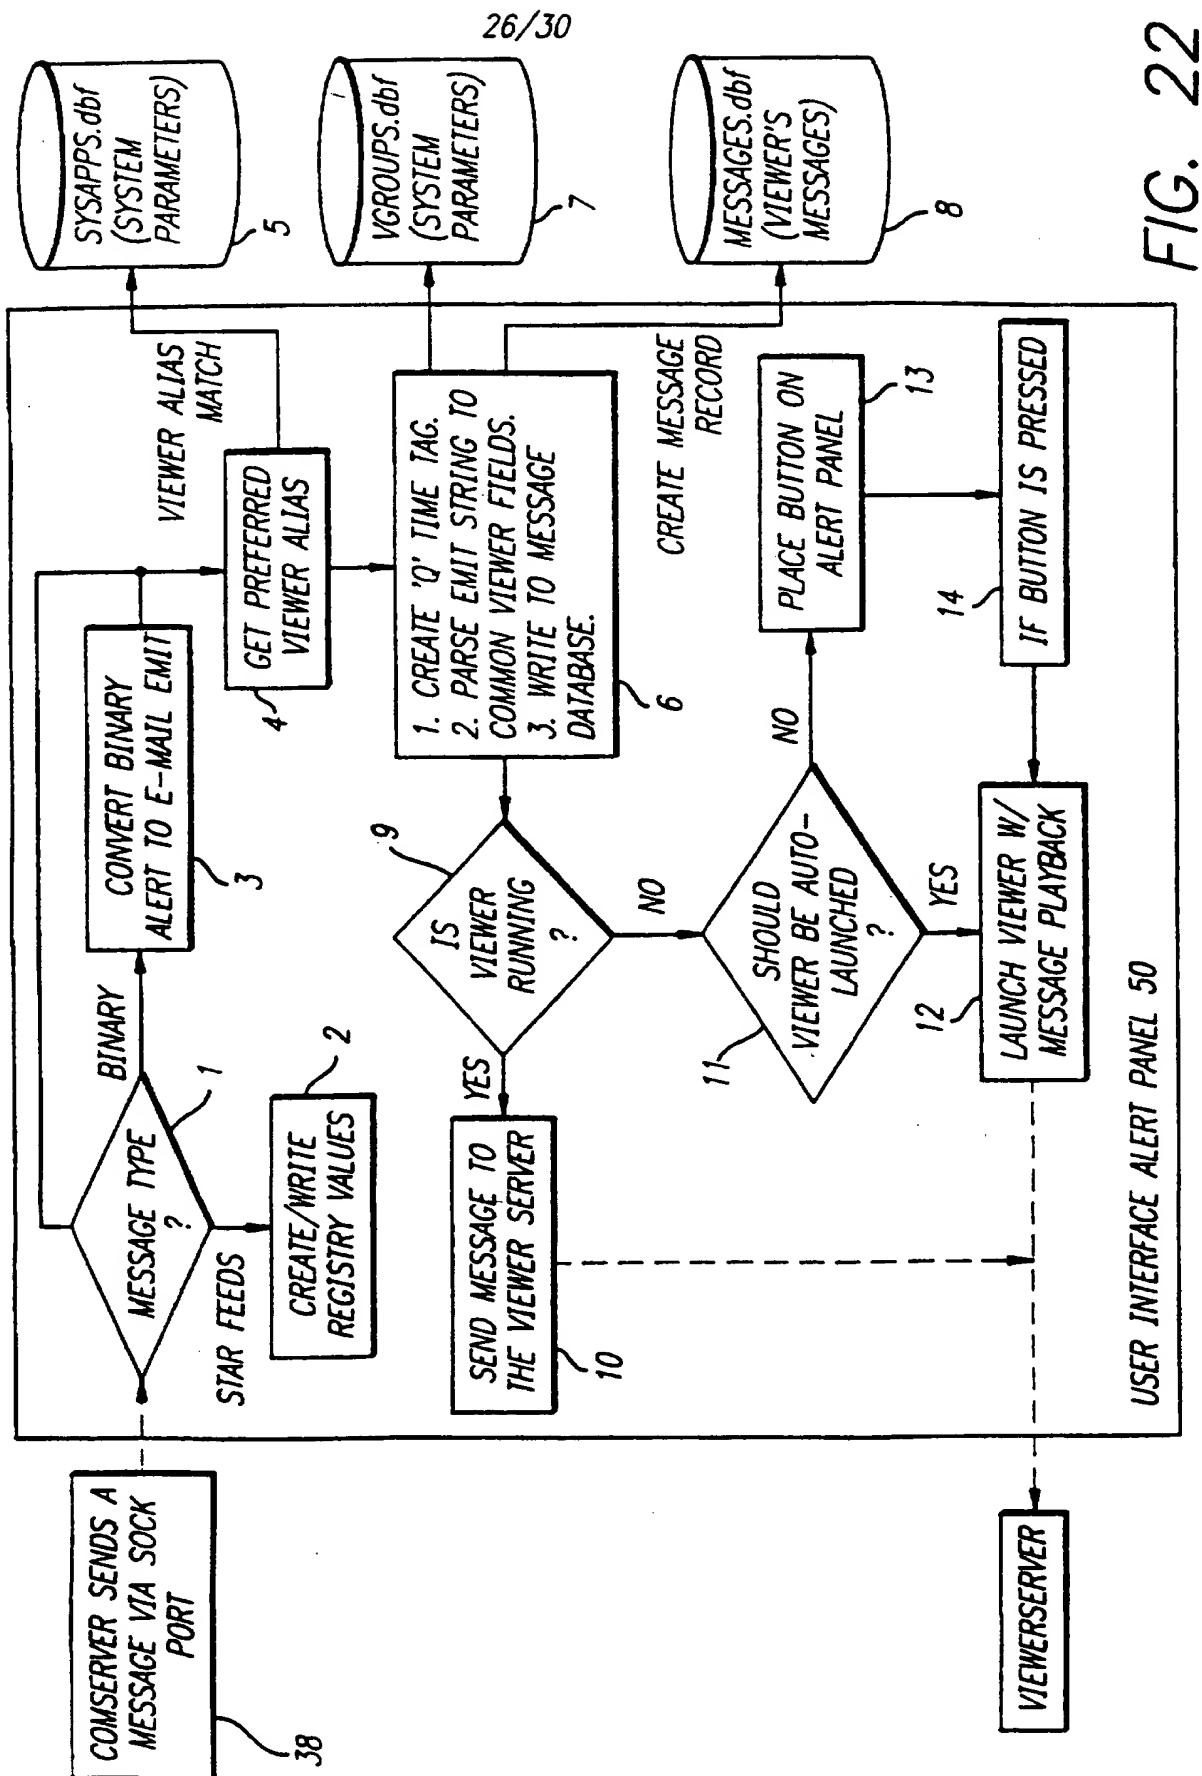 26/30
COMSERVER SENDS A
MESSAGE VIA SOCK
PORT
38
MESSAGE TYPE
?
1
BINARY
STAR FEEDS
CREATE/WRITE
REGISTRY VALUES
2
CONVERT BINARY
ALERT TO E-MAIL EMIT
3
GET PREFERRED
VIEWER ALIAS
4
VIEWER ALIAS
MATCH
SYSAPPS.dbf
(SYSTEM
PARAMETERS)
5
1. CREATE 'Q' TIME TAG.
2. PARSE EMIT STRING TO
COMMON VIEWER FIELDS.
3. WRITE TO MESSAGE
DATABASE.
6
VGROUPS.dbf
(SYSTEM
PARAMETERS)
7
CREATE MESSAGE
RECORD
MESSAGES.dbf
(VIEWER'S
MESSAGES)
8
IS
VIEWER
RUNNING
?
9
YES
NO
SEND MESSAGE TO
THE VIEWER SERVER
10
SHOULD
VIEWER BE AUTO-
LAUNCHED
?
11
NO
YES
PLACE BUTTON ON
ALERT PANEL
13
IF BUTTON IS PRESSED
14
LAUNCH VIEWER W/
MESSAGE PLAYBACK
12
VIEWERSERVER
USER INTERFACE ALERT PANEL 50
FIG. 22